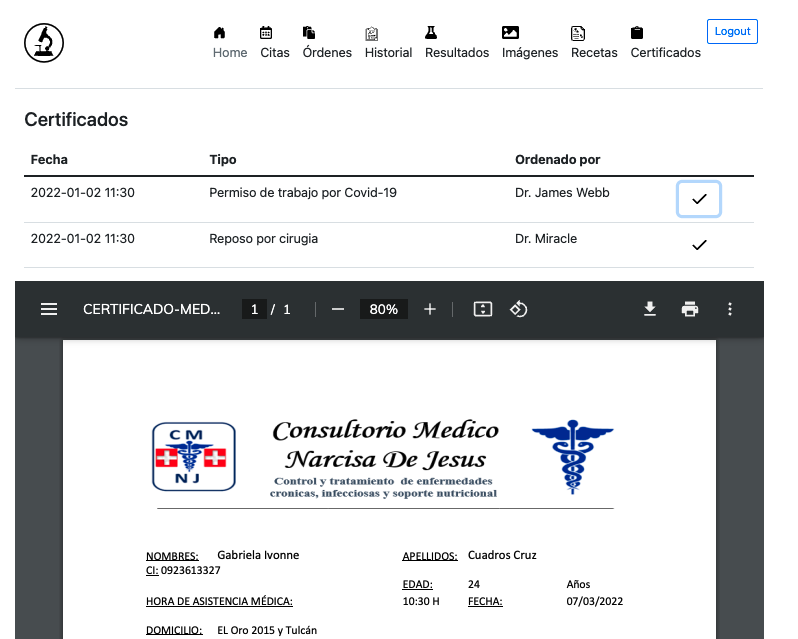 Home Citas Órdenes Historial Resultados Imágenes Recetas Certificados Logout
Certificados
Fecha Tipo Ordenado por
2022-01-02 11:30 Permiso de trabajo por Covid-19 Dr. James Webb
2022-01-02 11:30 Reposo por cirugia Dr. Miracle
CERTIFICADO-MED... 1 / 1 80%
CM
NJ
Consultorio Medico
Narcisa De Jesus
Control y tratamiento de enfermedades
cronicas, infecciosas y soporte nutricional
NOMBRES: Gabriela Ivonne APELLIDOS: Cuadros Cruz
CI: 0923613327
EDAD: 24 Años
HORA DE ASISTENCIA MÉDICA: 10:30 H FECHA: 07/03/2022
DOMICILIO: EL Oro 2015 y Tulcán